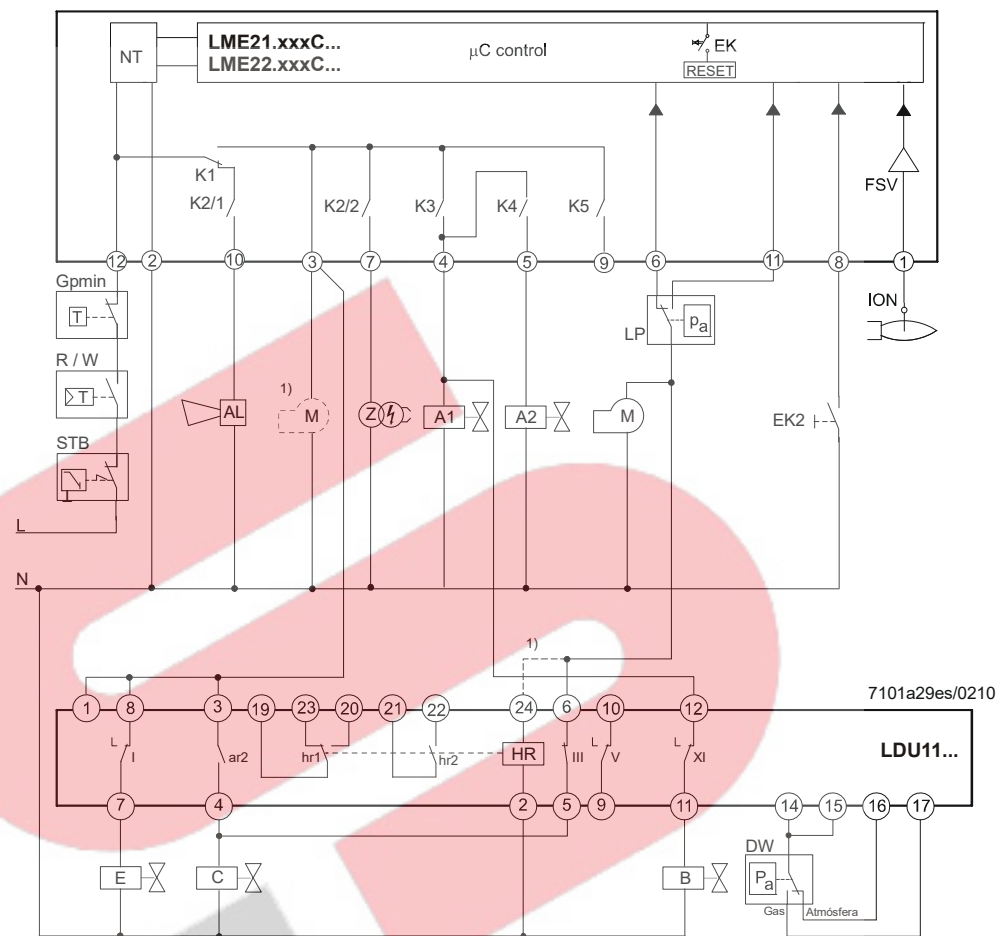 LME21.xxxC...
NT
μC control
EK
LME22.xxxC...
RESET
K1
FSV
K2/1
K2/2
K3
K4
K5
12
2
10
3
7
4
5
9
6
11
8
1
Gpmin
ION
T
LP
Pa
R / W
1)
T
AL
M
Z
A1
A2
M
EK2
STB
L
N
1)
7101a29es/0210
1
8
3
19
23
20
21
22
24
6
10
12
LDU11...
L
I
ar2
hr1
hr2
HR
III
L
V
L
XI
7
4
2
5
9
11
14
15
16
17
DW
E
C
B
Pa
Gas
Atmósfera